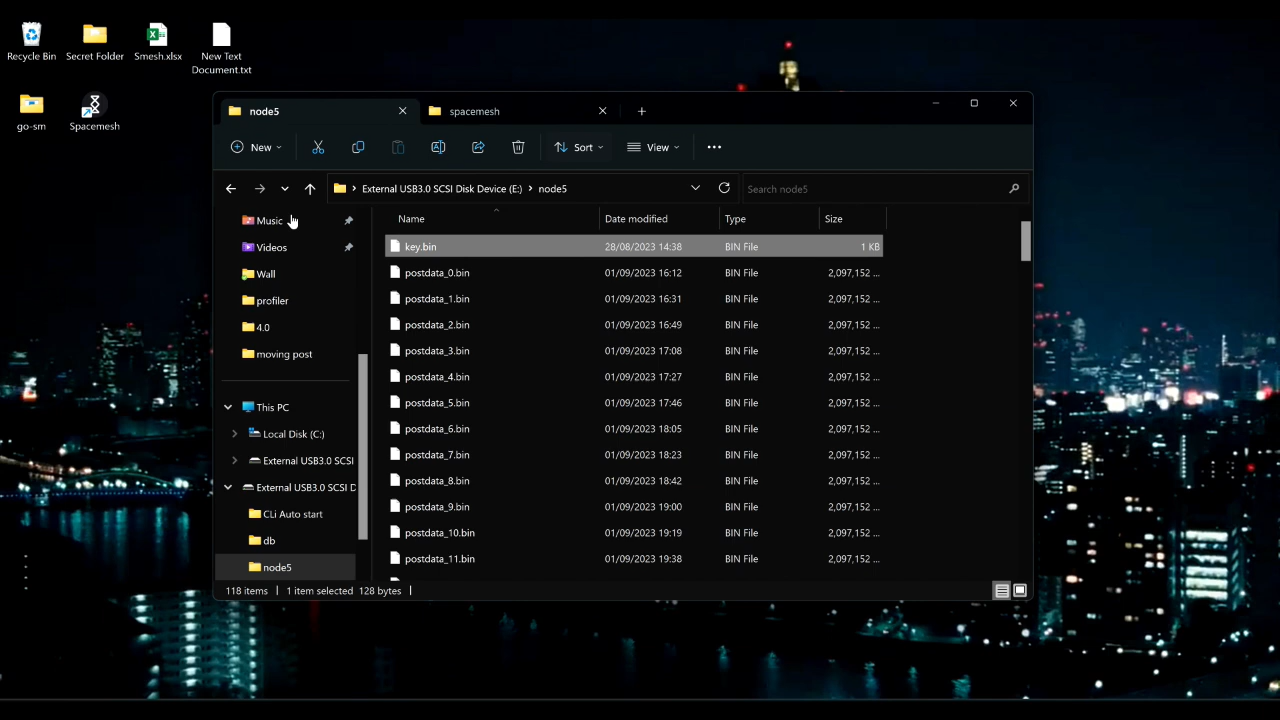 Recycle Bin
Secret Folder
Smesh.xlsx
New Text
Document.txt
go-sm
Spacemesh
node5
spacemesh
New
Sort
View
External USB3.0 SCSI Disk Device (E:) > node5
Search node5
Music
Videos
Wall
profiler
4.0
moving post
This PC
Local Disk (C:)
External USB3.0 SCSI
External USB3.0 SCSI D
CLi Auto start
db
node5
Name Date modified Type Size
key.bin 28/08/2023 14:38 BIN File 1 KB
postdata_0.bin 01/09/2023 16:12 BIN File 2,097,152 ...
postdata_1.bin 01/09/2023 16:31 BIN File 2,097,152 ...
postdata_2.bin 01/09/2023 16:49 BIN File 2,097,152 ...
postdata_3.bin 01/09/2023 17:08 BIN File 2,097,152 ...
postdata_4.bin 01/09/2023 17:27 BIN File 2,097,152 ...
postdata_5.bin 01/09/2023 17:46 BIN File 2,097,152 ...
postdata_6.bin 01/09/2023 18:05 BIN File 2,097,152 ...
postdata_7.bin 01/09/2023 18:23 BIN File 2,097,152 ...
postdata_8.bin 01/09/2023 18:42 BIN File 2,097,152 ...
postdata_9.bin 01/09/2023 19:00 BIN File 2,097,152 ...
postdata_10.bin 01/09/2023 19:19 BIN File 2,097,152 ...
postdata_11.bin 01/09/2023 19:38 BIN File 2,097,152 ...
118 items | 1 item selected 128 bytes |